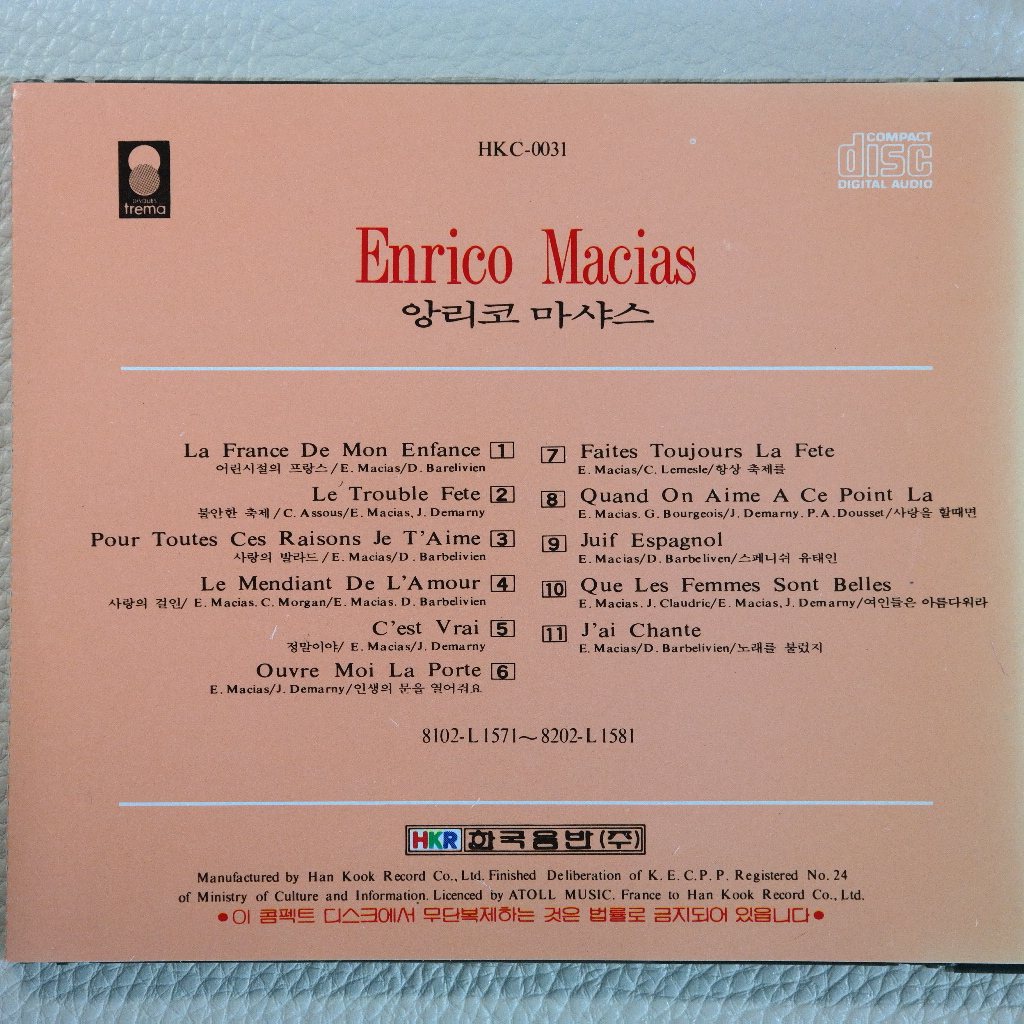 disques
trema
HKC-0031
COMPACT
disc
DIGITAL AUDIO
Enrico Macias
앙리코 마샤스
La France De Mon Enfance 1
어린시절의 프랑스/E. Macias/D. Barelivien
Le Trouble Fete 2
불안한 축제/C. Assous/E. Macias, J. Demarny
Pour Toutes Ces Raisons Je T'Aime 3
사랑의 발라드/E. Macias/D. Barbelivien
Le Mendiant De L'Amour 4
사랑의 걸인/ E. Macias. C. Morgan/E. Macias. D. Barbelivien
C'est Vrai 5
정말이야/ E. Macias/J. Demarny
Ouvre Moi La Porte 6
E. Macias/J. Demarny/인생의 문을 열어줘요
7 Faites Toujours La Fete
E. Macias/C. Lemesle/항상 축제를
8 Quand On Aime A Ce Point La
E. Macias. G. Bourgeois/J. Demarny. P.A. Dousset/사랑을 할때면
9 Juif Espagnol
E. Macias/D. Barbeliven/스페니쉬 유태인
10 Que Les Femmes Sont Belles
E. Macias. J. Claudric/E. Macias, J. Demarny/여인들은 아름다워라
11 J'ai Chante
E. Macias/D. Barbelivien/노래를 불렀지
8102-L1571~8202-L1581
HKR 한국음반(주)
Manufactured by Han Kook Record Co., Ltd. Finished Deliberation of K.E.C.P.P. Registered No. 24
of Ministry of Culture and Information. Licenced by ATOLL MUSIC. France to Han Kook Record Co., Ltd.
●이 콤팩트 디스크에서 무단복제하는 것은 법률로 금지되어 있읍니다●